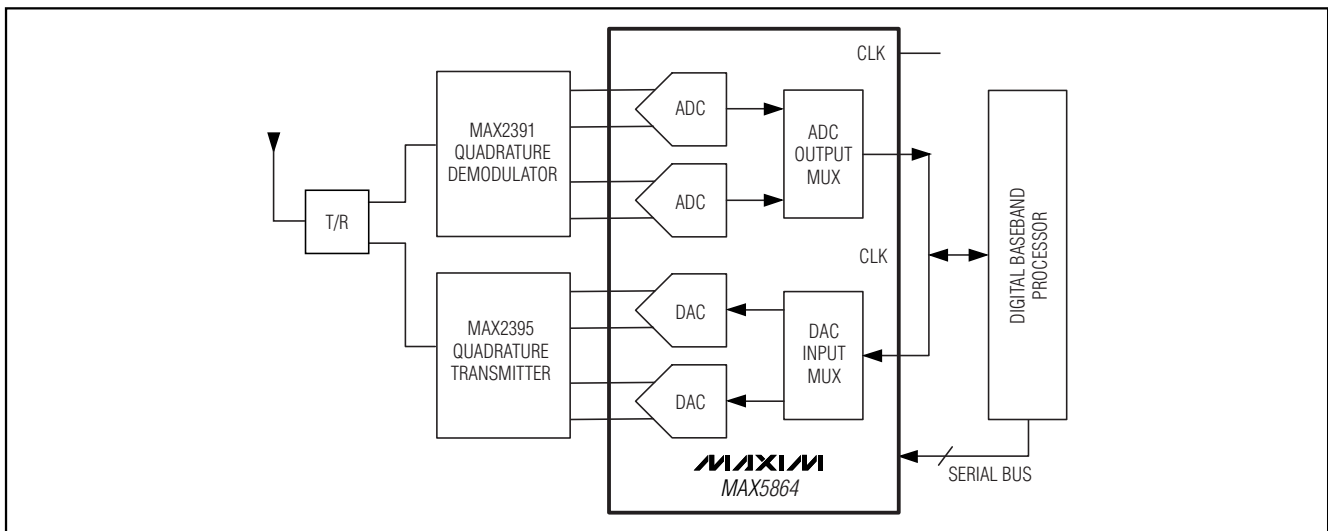 CLK
MAX2391
QUADRATURE
DEMODULATOR
ADC
ADC
ADC
OUTPUT
MUX
T/R
CLK
MAX2395
QUADRATURE
TRANSMITTER
DAC
DAC
DAC
INPUT
MUX
DIGITAL BASEBAND
PROCESSOR
MAXIM
MAX5864
SERIAL BUS